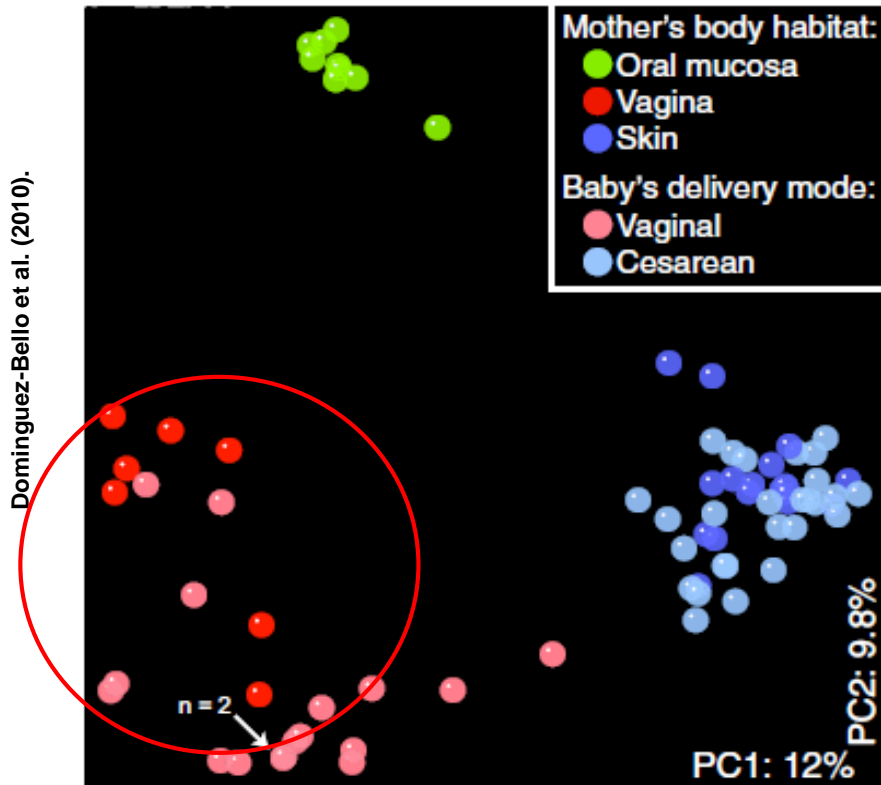 Mother's body habitat:
Oral mucosa
Vagina
Skin
Baby's delivery mode:
Vaginal
Cesarean
Dominguez-Bello et al. (2010).
n = 2
PC2: 9.8%
PC1: 12%